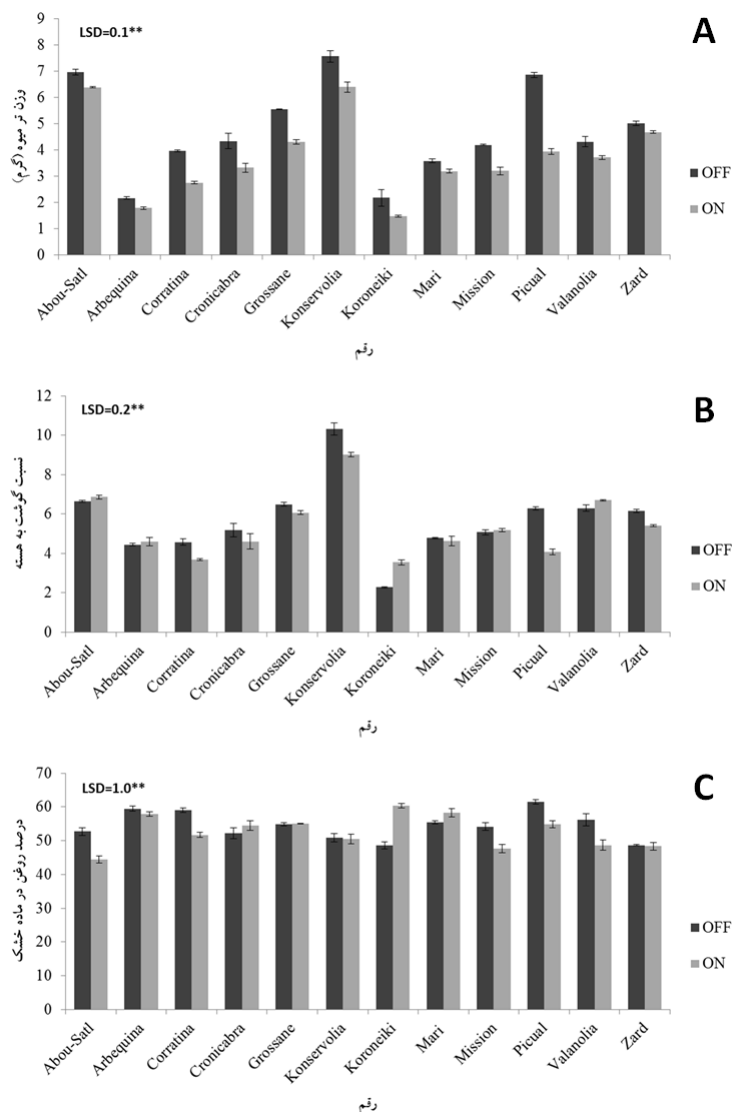 A
LSD=0.1**
9
8
7
6
5
4
3
2
1
0
وزن تر میوه (گرم)
OFF
ON
Abou-Satl
Arbequina
Corratina
Cronicabra
Grossane
Konservolia
Koroneiki
Mari
Mission
Picual
Valanolia
Zard
رقم
B
LSD=0.2**
12
10
8
6
4
2
0
نسبت گوشت به هسته
OFF
ON
Abou-Satl
Arbequina
Corratina
Cronicabra
Grossane
Konservolia
Koroneiki
Mari
Mission
Picual
Valanolia
Zard
رقم
C
LSD=1.0**
70
60
50
40
30
20
10
0
درصد روغن در ماده خشک
OFF
ON
Abou-Satl
Arbequina
Corratina
Cronicabra
Grossane
Konservolia
Koroneiki
Mari
Mission
Picual
Valanolia
Zard
رقم